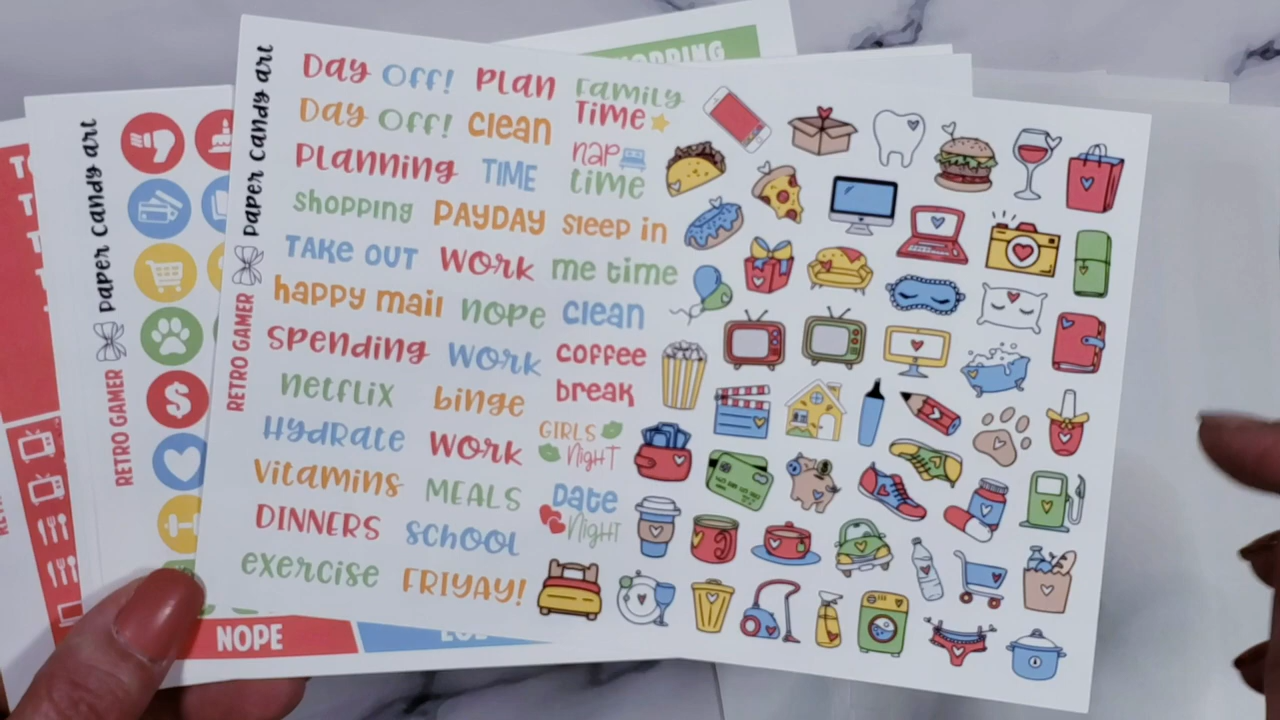 Day OFF! Plan Family
Time
Day OFF! clean
Planning TIME nap
time
shopping PAYDAY sleep in
TAKE OUT WORK me time
happy mail nope clean
Spending WORK coffee
break
netflix binge
HYDRATE WORK GIRLS
NIGHT
Vitamins MEALS Date
Night
DINNERS SCHOOL
exercise FRIYAY!
RETRO GAMER PAPER CANDY art
RETRO GAMER PAPER CANDY art
NOPE